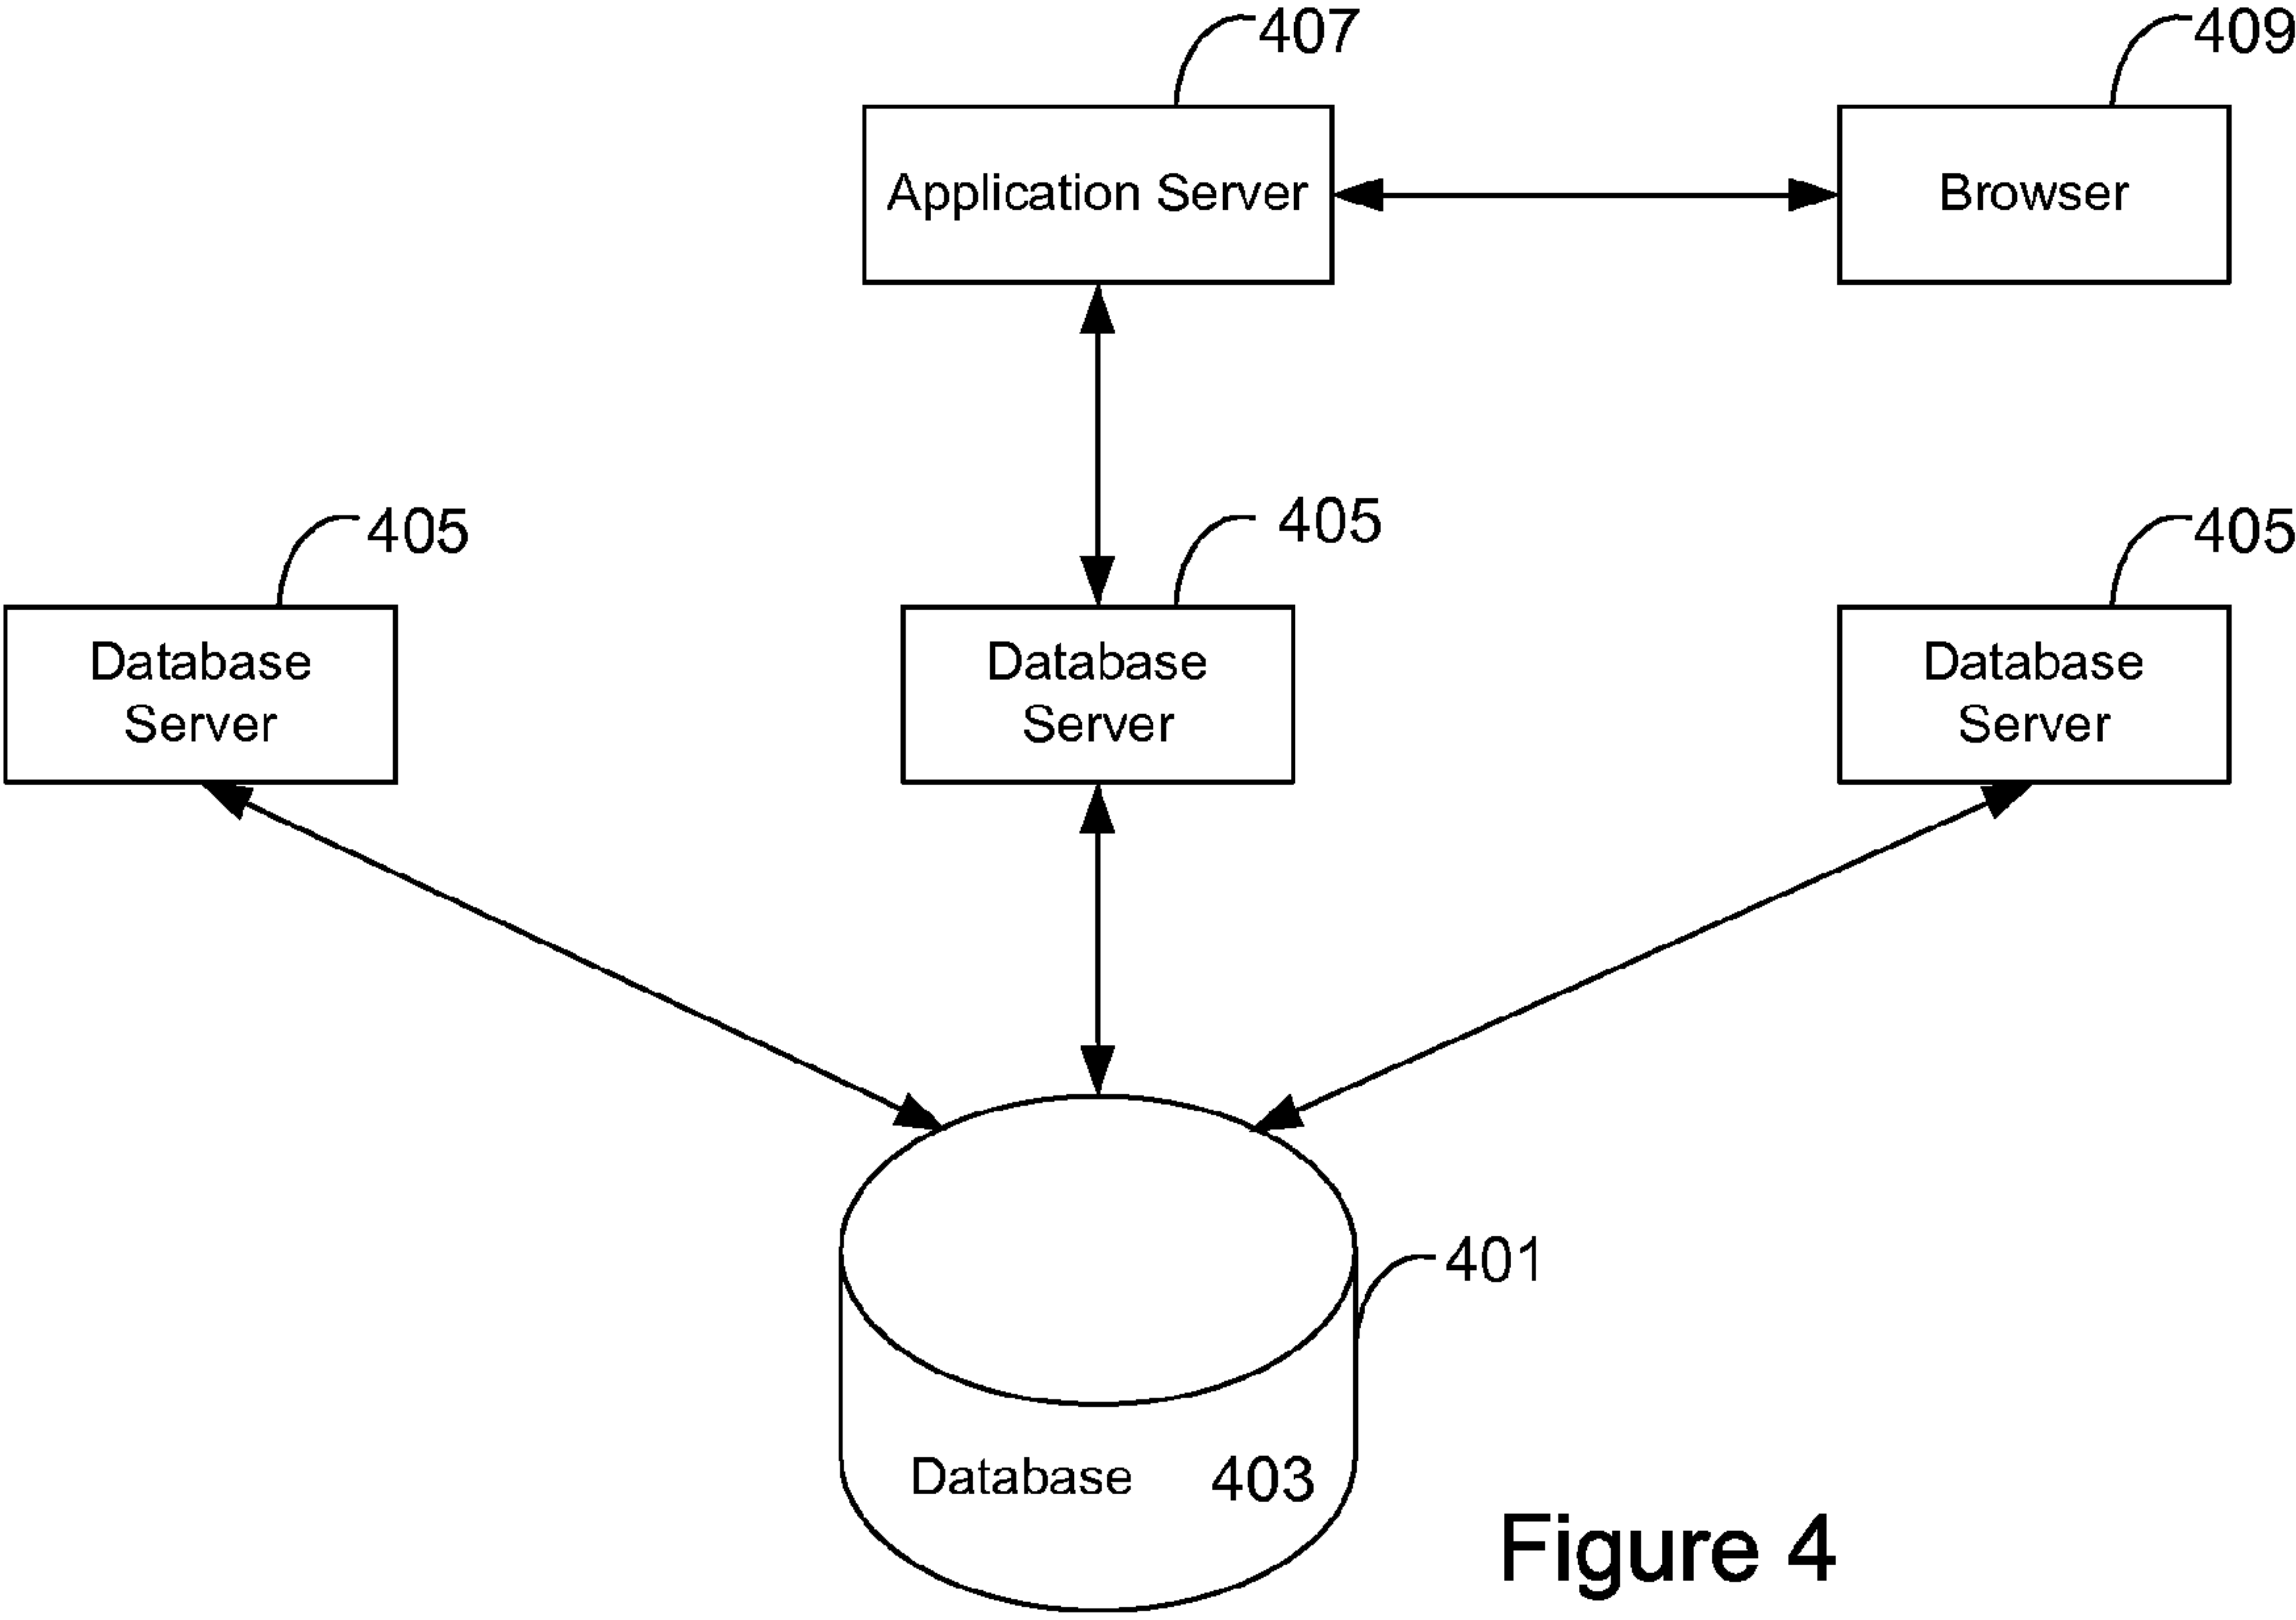 407
409
Application Server
Browser
405
405
405
Database
Server
Database
Server
Database
Server
401
Database 403
Figure 4